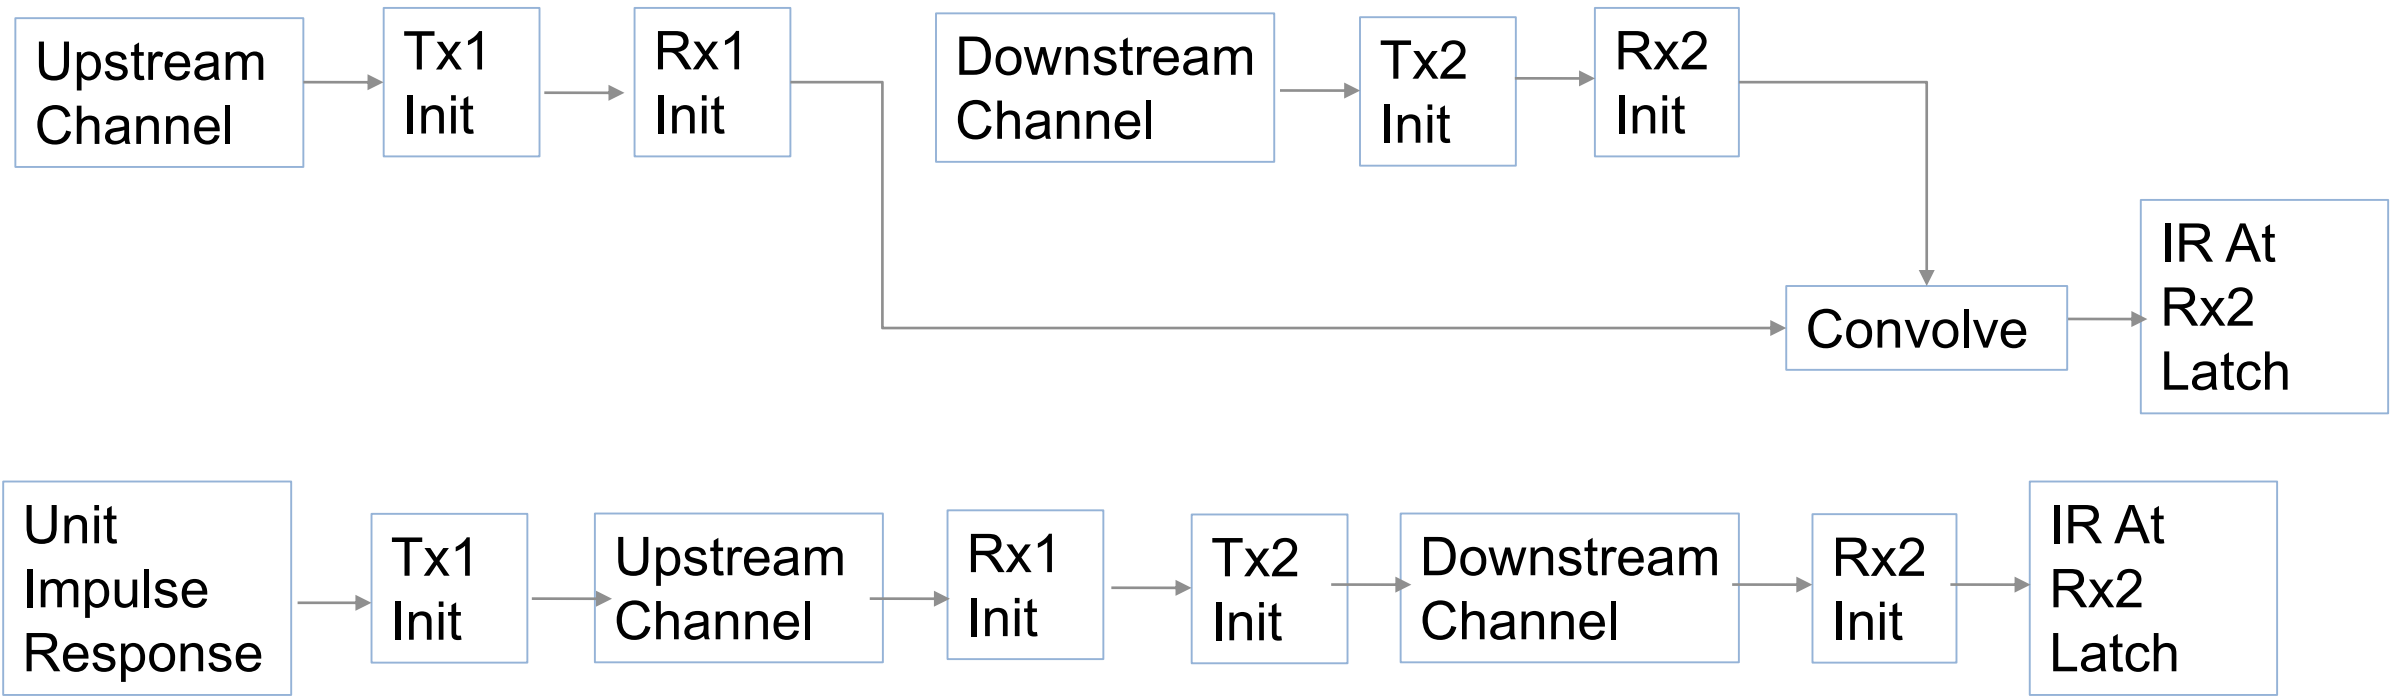 Upstream
Channel
Tx1
Init
Rx1
Init
Downstream
Channel
Tx2
Init
Rx2
Init
Convolve
IR At
Rx2
Latch
Unit
Impulse
Response
Tx1
Init
Upstream
Channel
Rx1
Init
Tx2
Init
Downstream
Channel
Rx2
Init
IR At
Rx2
Latch